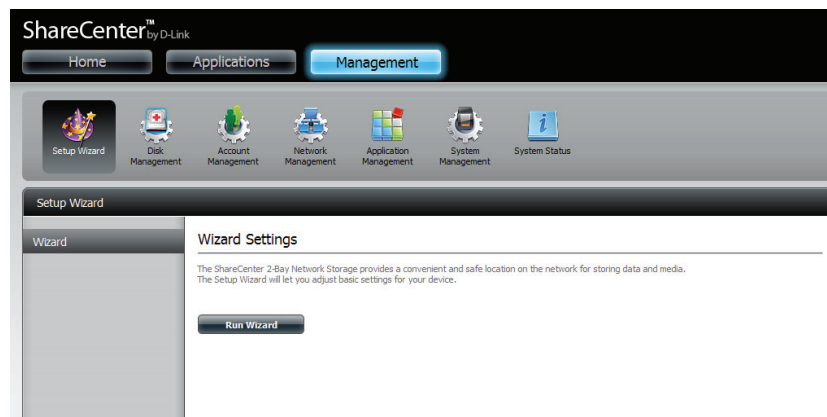 ShareCenter™ by D-Link
Home Applications Management
Setup Wizard
Disk Management
Account Management
Network Management
Application Management
System Management
System Status
Setup Wizard
Wizard
Wizard Settings
The ShareCenter 2-Bay Network Storage provides a convenient and safe location on the network for storing data and media.
The Setup Wizard will let you adjust basic settings for your device.
Run Wizard